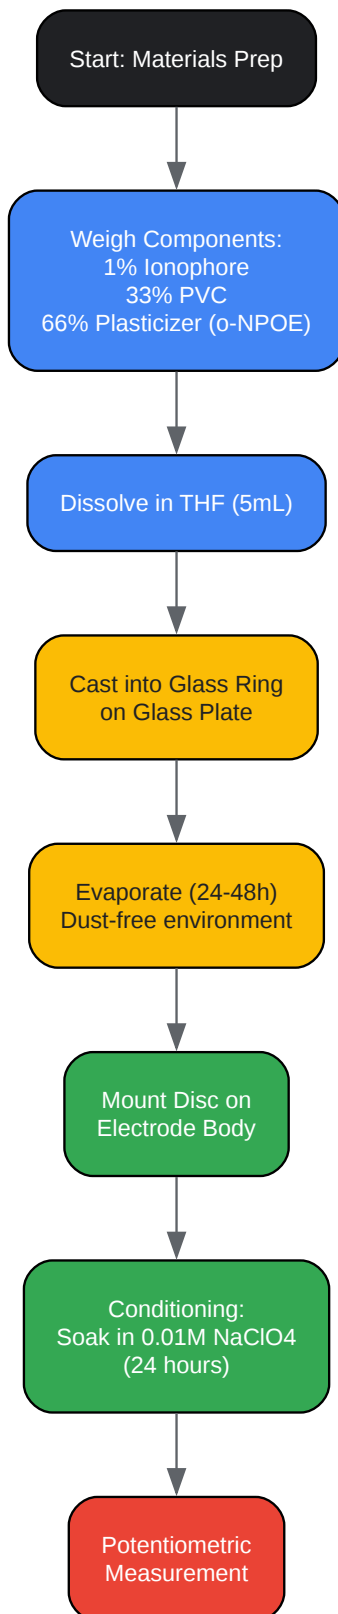 Start: Materials Prep
Weigh Components:
1% Ionophore
33% PVC
66% Plasticizer (o-NPOE)
Dissolve in THF (5mL)
Cast into Glass Ring
on Glass Plate
Evaporate (24-48h)
Dust-free environment
Mount Disc on
Electrode Body
Conditioning:
Soak in 0.01M NaClO4
(24 hours)
Potentiometric
Measurement